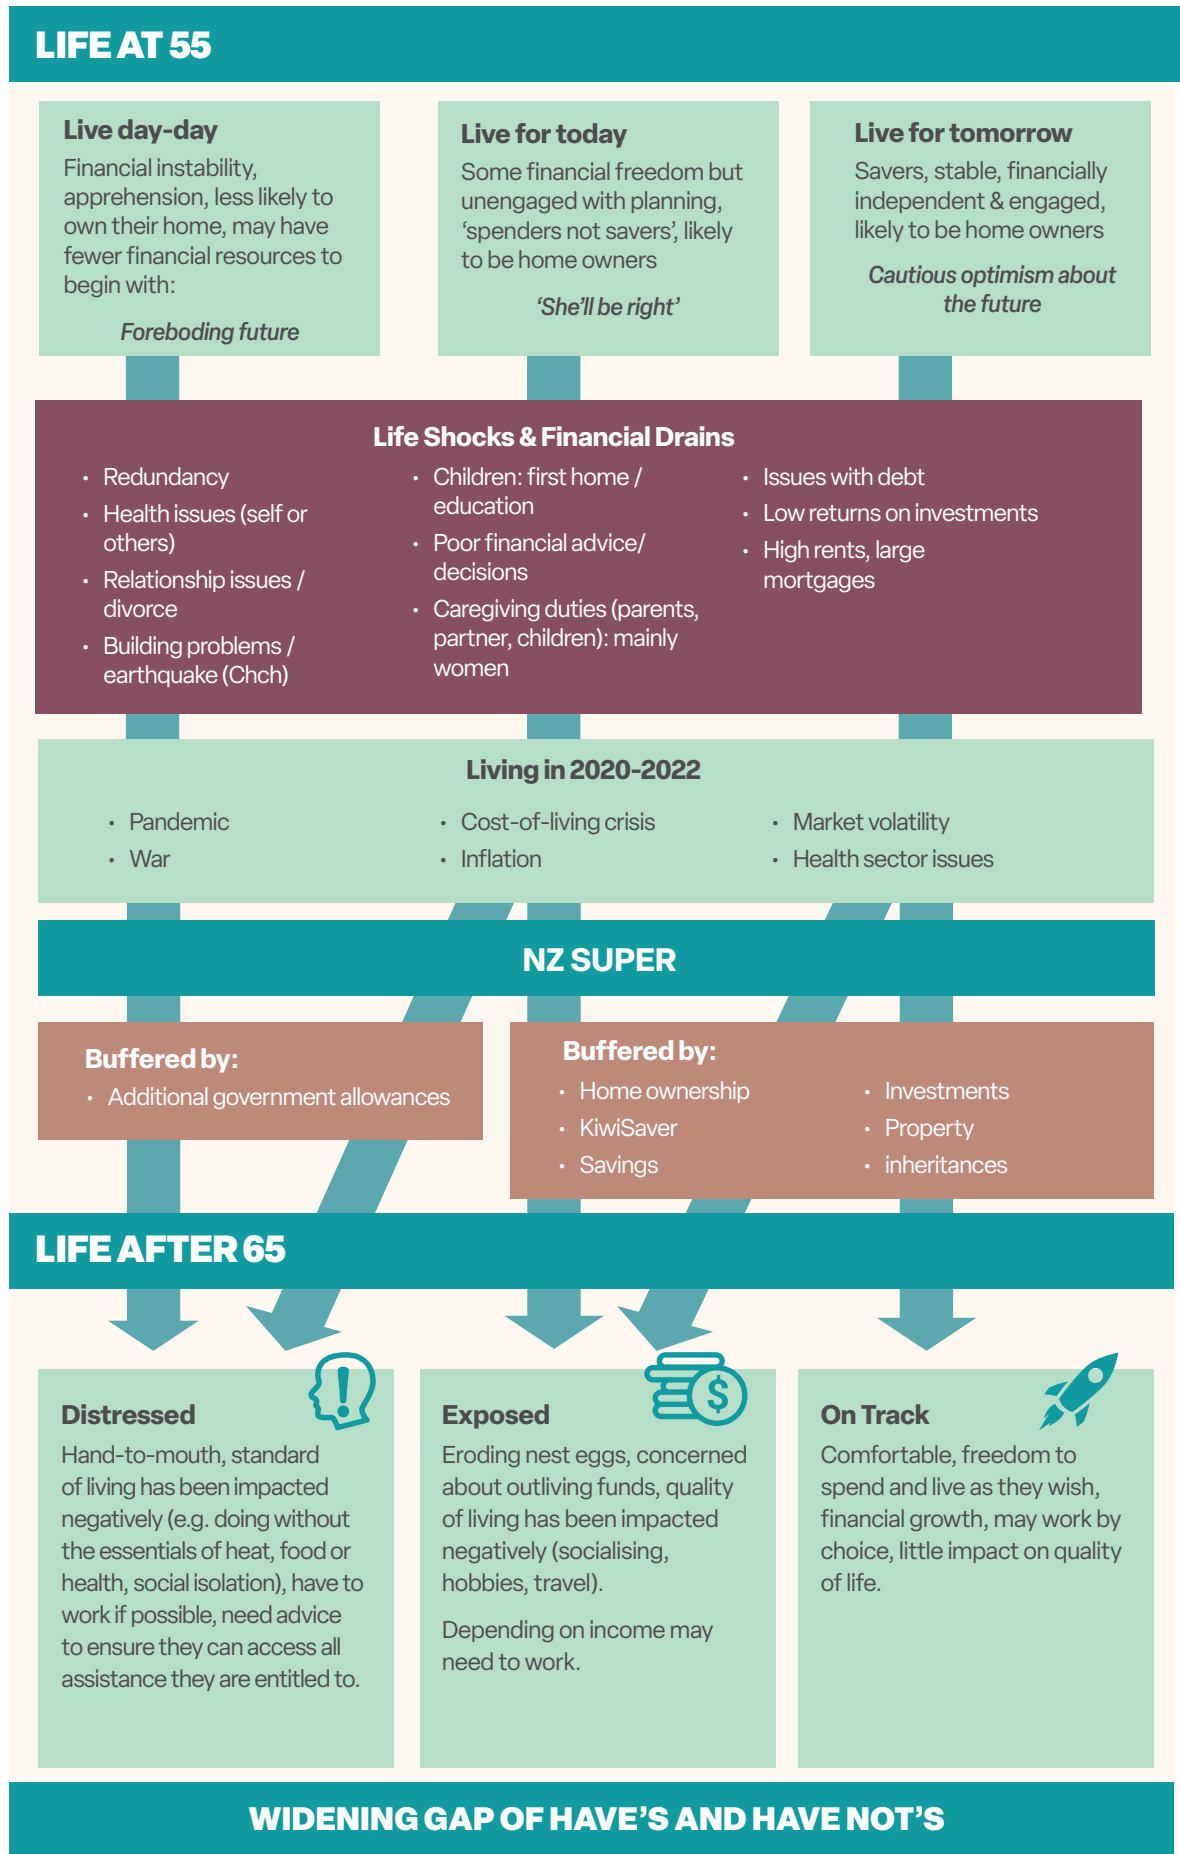 LIFE AT 55
Live day-day
Financial instability,
apprehension, less likely to
own their home, may have
fewer financial resources to
begin with:
Foreboding future
Live for today
Some financial freedom but
unengaged with planning,
‘spenders not savers’, likely
to be home owners
‘She’ll be right’
Live for tomorrow
Savers, stable, financially
independent & engaged,
likely to be home owners
Cautious optimism about
the future
Life Shocks & Financial Drains
• Redundancy
• Health issues (self or
others)
• Relationship issues /
divorce
• Building problems /
earthquake (Chch)
• Children: first home /
education
• Poor financial advice/
decisions
• Caregiving duties (parents,
partner, children): mainly
women
• Issues with debt
• Low returns on investments
• High rents, large
mortgages
Living in 2020-2022
• Pandemic
• War
• Cost-of-living crisis
• Inflation
• Market volatility
• Health sector issues
NZ SUPER
Buffered by:
• Additional government allowances
Buffered by:
• Home ownership
• KiwiSaver
• Savings
• Investments
• Property
• inheritances
LIFE AFTER 65
Distressed
Hand-to-mouth, standard
of living has been impacted
negatively (e.g. doing without
the essentials of heat, food or
health, social isolation), have to
work if possible, need advice
to ensure they can access all
assistance they are entitled to.
$
Exposed
Eroding nest eggs, concerned
about outliving funds, quality
of living has been impacted
negatively (socialising,
hobbies, travel).
Depending on income may
need to work.
On Track
Comfortable, freedom to
spend and live as they wish,
financial growth, may work by
choice, little impact on quality
of life.
WIDENING GAP OF HAVE’S AND HAVE NOT’S